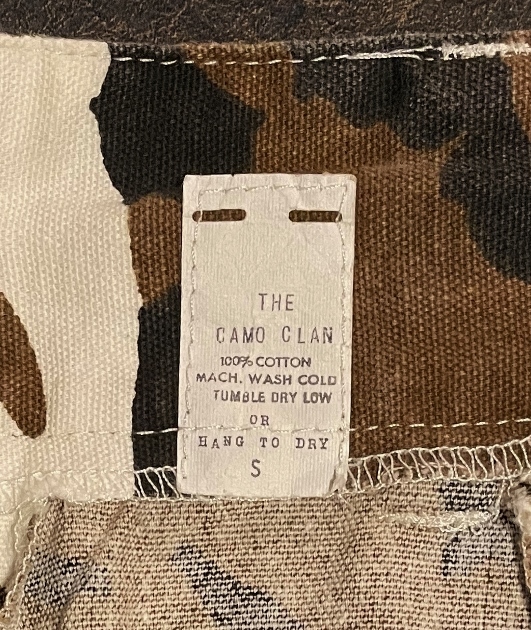 THE
CAMO CLAN
100% COTTON
MACH. WASH COLD
TUMBLE DRY LOW
OR
HANG TO DRY
S